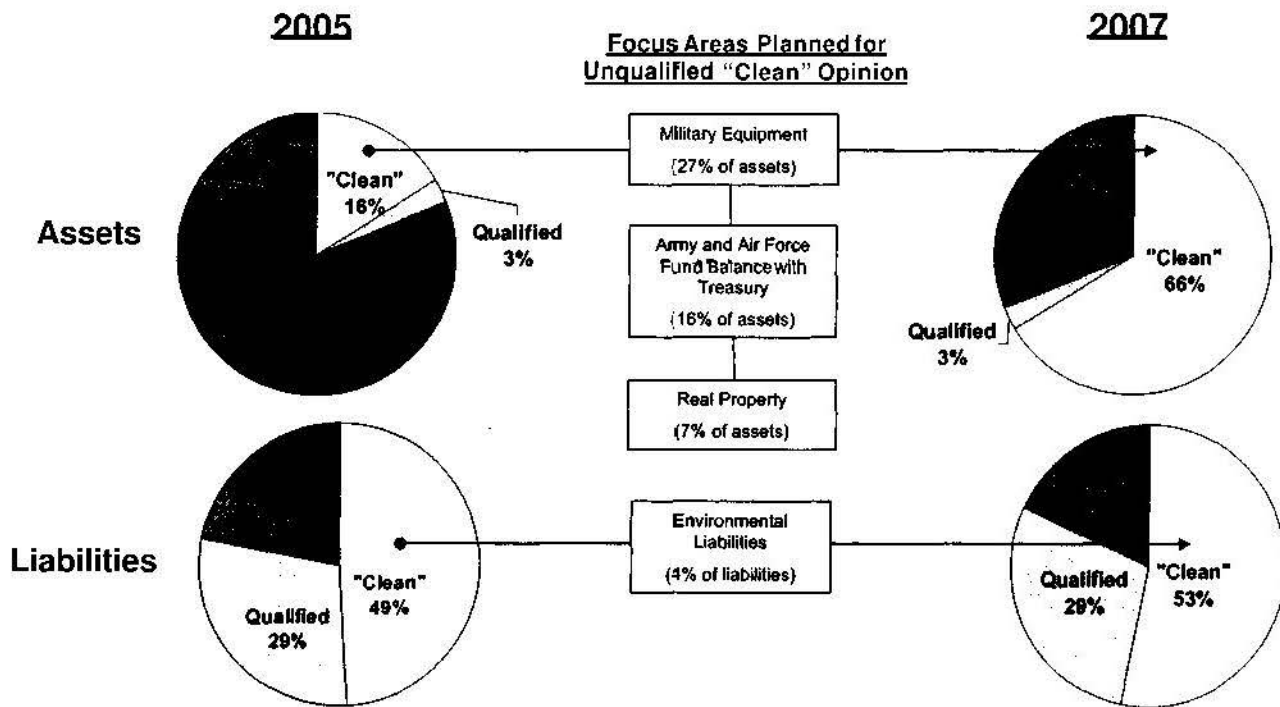 2005
Focus Areas Planned for
Unqualified "Clean" Opinion
2007
Assets
"Clean"
16%
Qualified
3%
Military Equipment
(27% of assets)
Army and Air Force
Fund Balance with
Treasury
(16% of assets)
Real Property
(7% of assets)
"Clean"
66%
Qualified
3%
Liabilities
"Clean"
49%
Qualified
29%
Environmental
Liabilities
(4% of liabilities)
Qualified
29%
"Clean"
53%